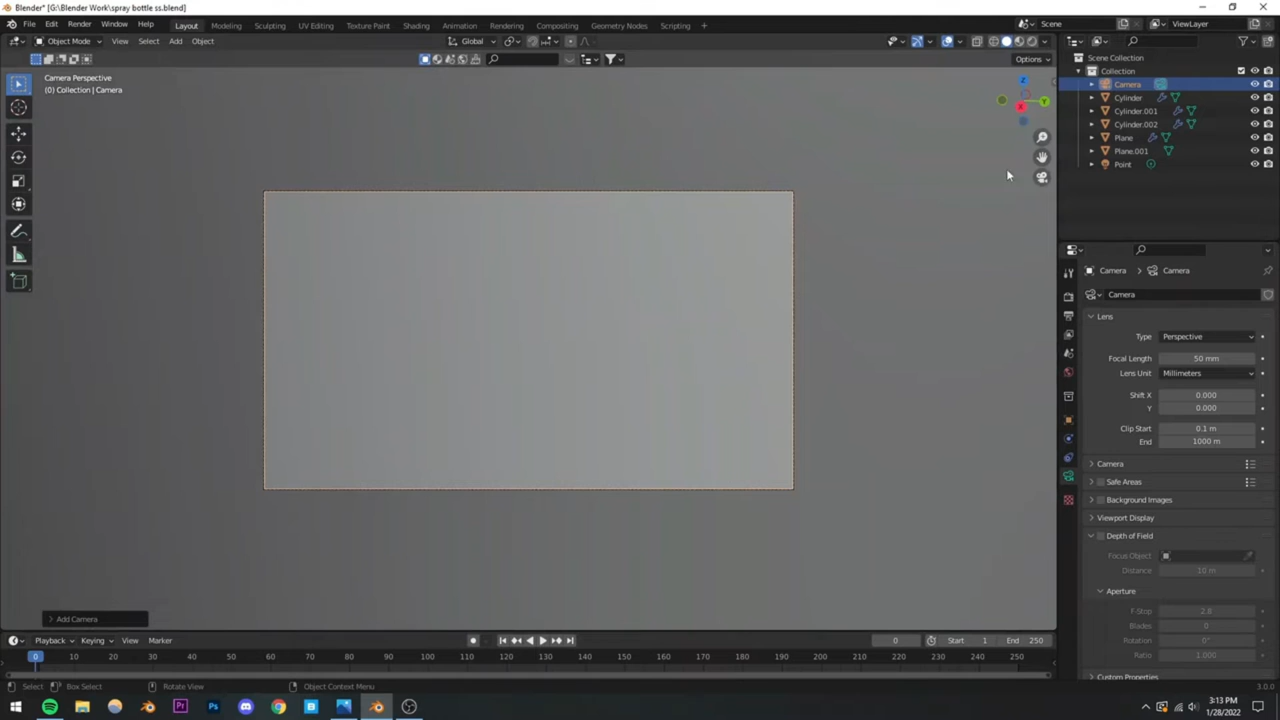 Blender* [G:\Blender Work\spray bottle ss.blend]
File Edit Render Window Help Layout Modeling Sculpting UV Editing Texture Paint Shading Animation Rendering Compositing Geometry Nodes Scripting + Scene ViewLayer
Object Mode View Select Add Object Global
Options
Camera Perspective
(0) Collection | Camera
Z
Y
X
Scene Collection
Collection
Camera
Cylinder
Cylinder.001
Cylinder.002
Plane
Plane.001
Point
Camera > Camera
Camera
Lens
Type Perspective
Focal Length 50 mm
Lens Unit Millimeters
Shift X 0.000
Y 0.000
Clip Start 0.1 m
End 1000 m
Camera
Safe Areas
Background Images
Viewport Display
Depth of Field
Focus Object
Distance 10 m
Aperture
F-Stop 2.8
Blades 0
Rotation 0°
Ratio 1.000
Custom Properties
> Add Camera
Playback Keying View Marker 0 Start 1 End 250
0 10 20 30 40 50 60 70 80 90 100 110 120 130 140 150 160 170 180 190 200 210 220 230 240 250
Select Box Select Rotate View Object Context Menu 3.0.0
3:13 PM
1/28/2022